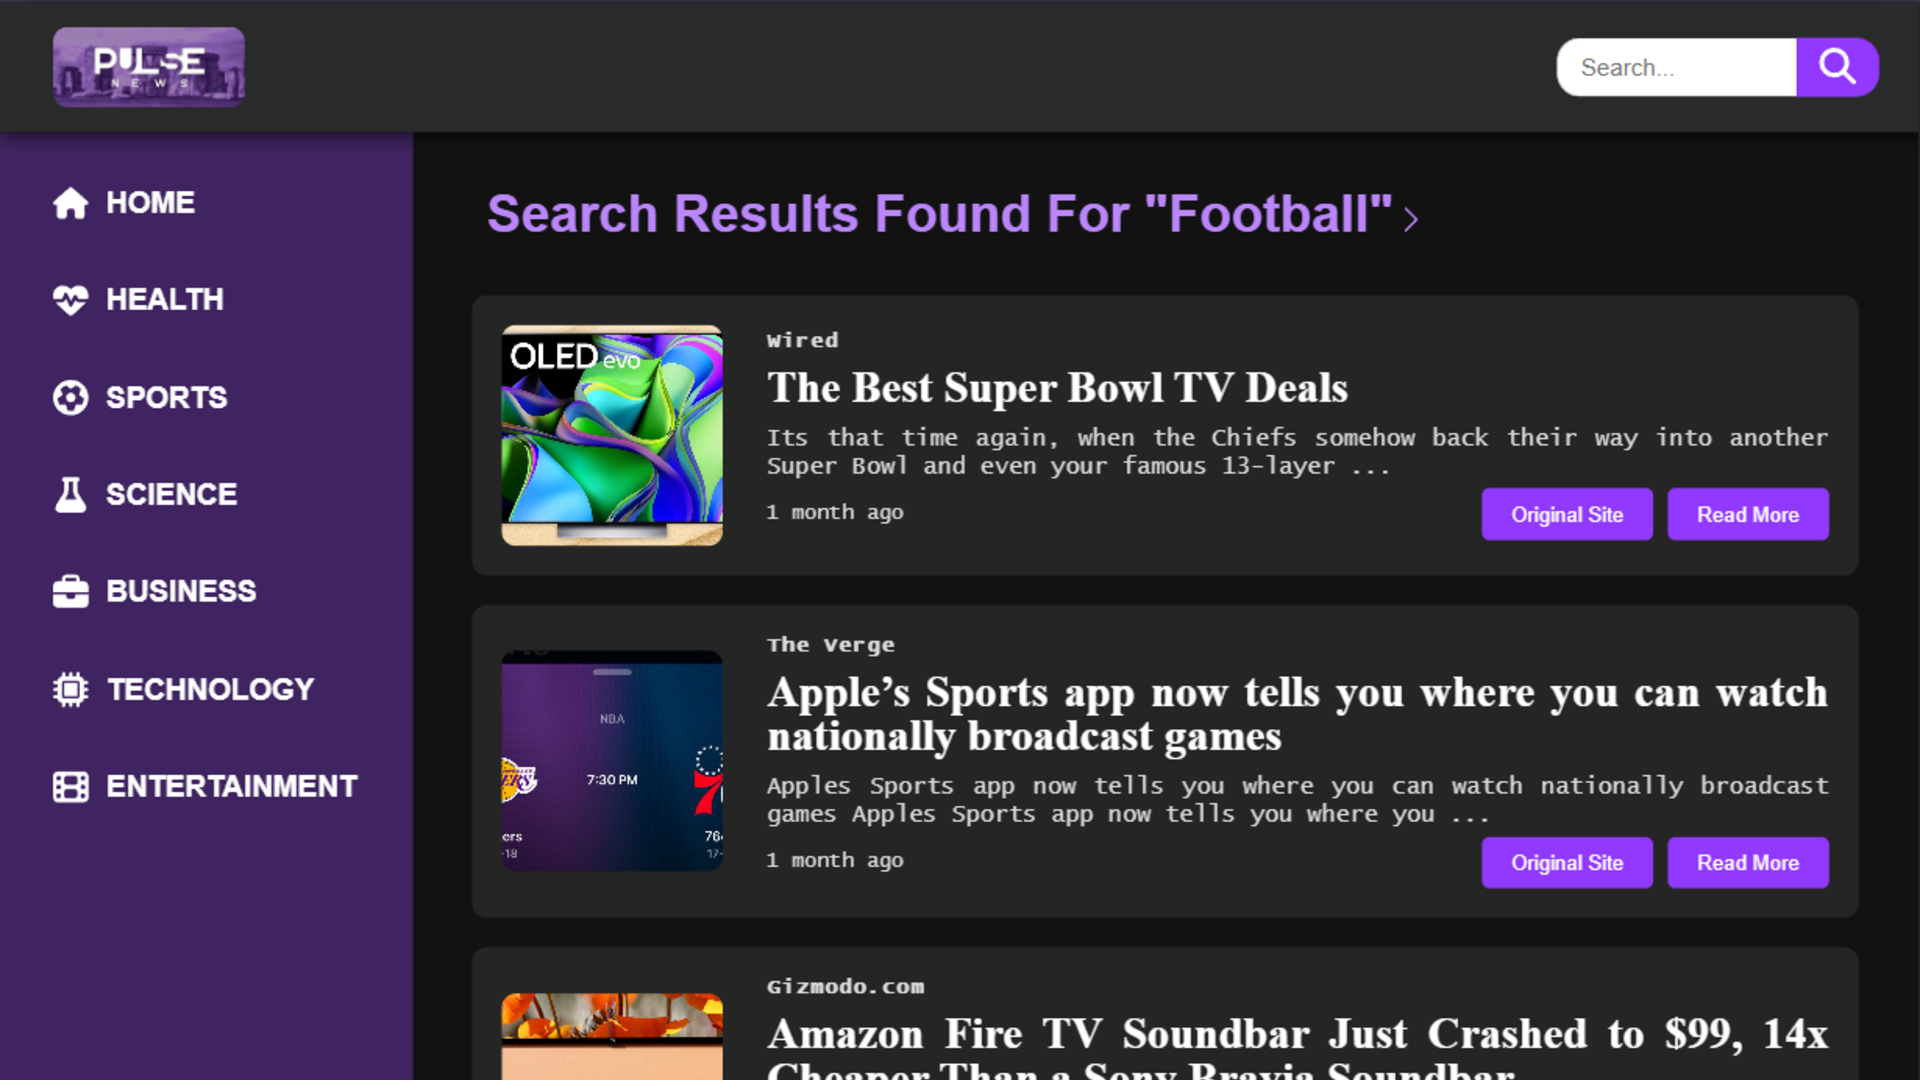 PULSE
NEWS
Search...
HOME
HEALTH
SPORTS
SCIENCE
BUSINESS
TECHNOLOGY
ENTERTAINMENT
Search Results Found For "Football"
OLED evo
Wired
The Best Super Bowl TV Deals
Its that time again, when the Chiefs somehow back their way into another
Super Bowl and even your famous 13-layer ...
1 month ago
Original Site
Read More
NBA
7:30 PM
ers
76
-18
17-
The Verge
Apple’s Sports app now tells you where you can watch
nationally broadcast games
Apples Sports app now tells you where you can watch nationally broadcast
games Apples Sports app now tells you where you ...
1 month ago
Original Site
Read More
Gizmodo.com
Amazon Fire TV Soundbar Just Crashed to $99, 14x
Cheaper Than a Sony Bravia Soundbar